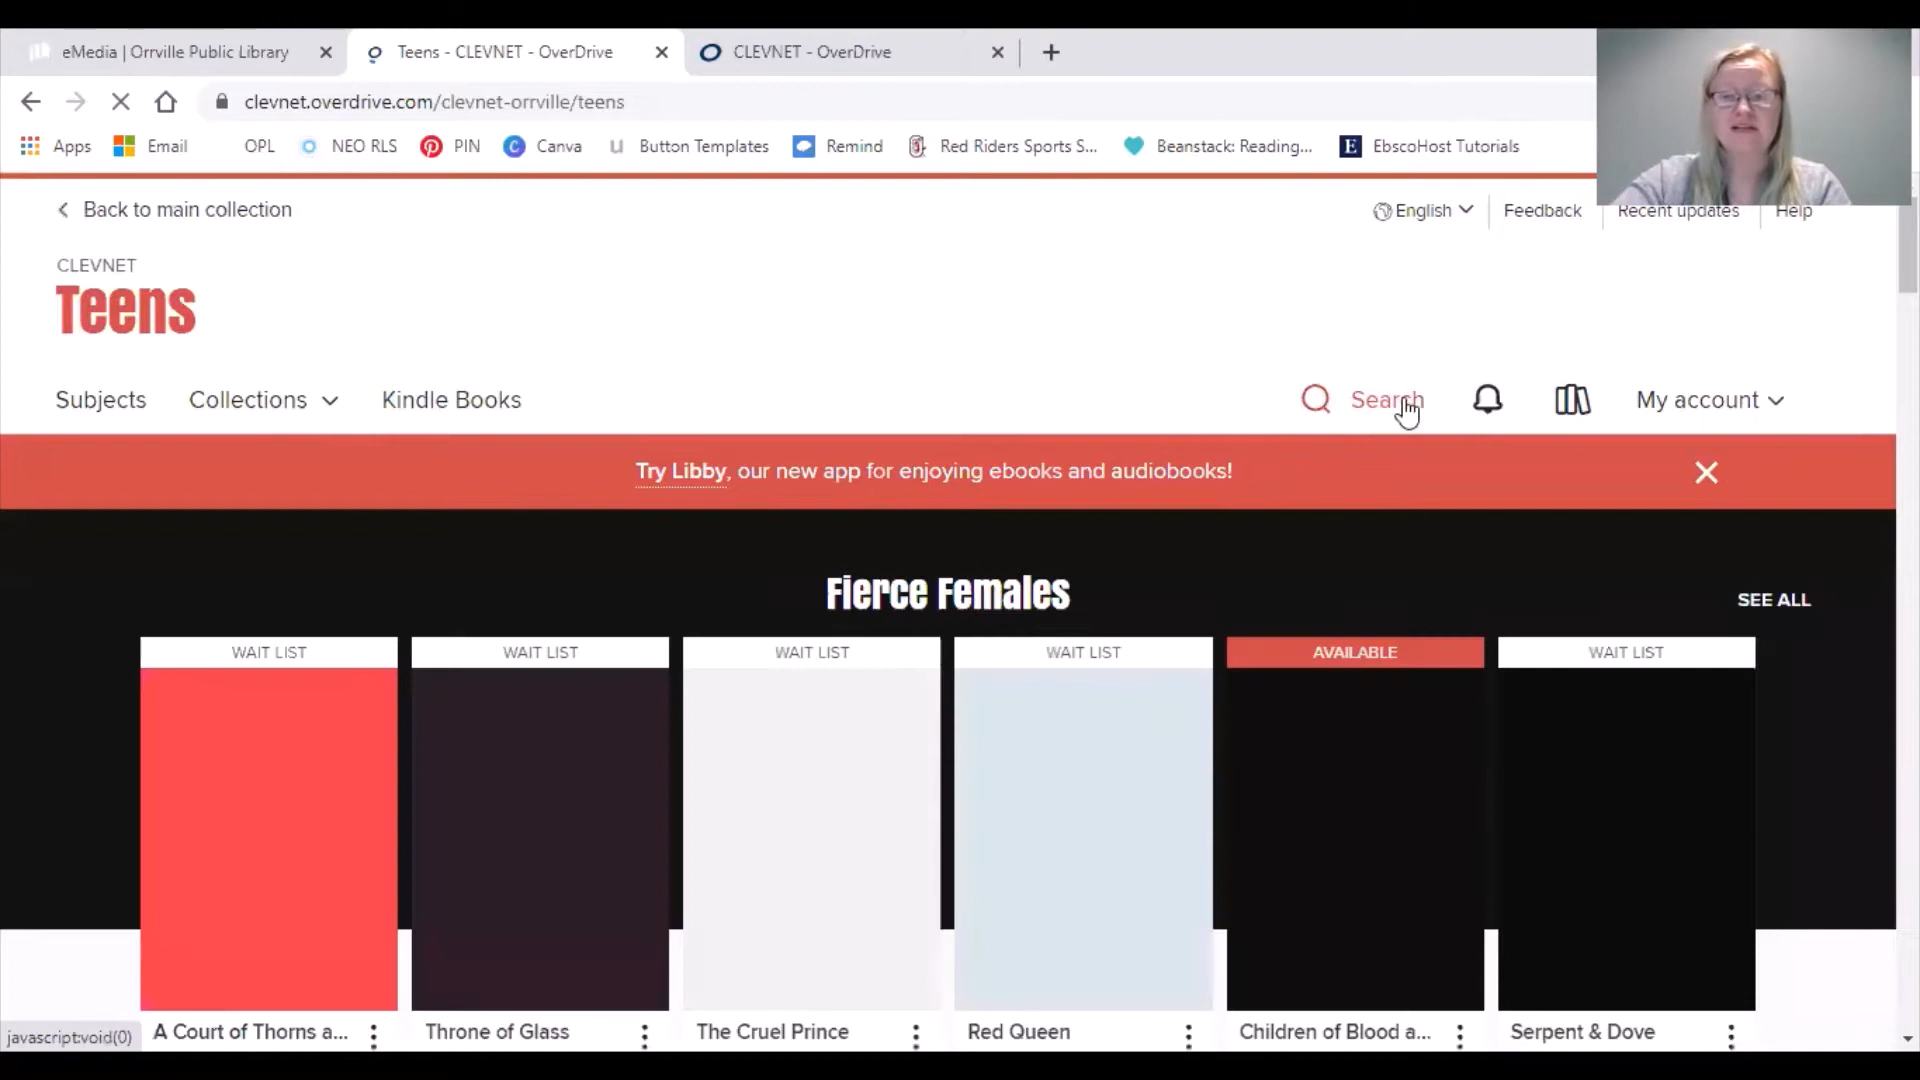 eMedia | Orrville Public Library
Teens - CLEVNET - OverDrive
CLEVNET - OverDrive
clevnet.overdrive.com/clevnet-orrville/teens
Apps Email OPL NEO RLS PIN Canva Button Templates Remind Red Riders Sports S... Beanstack: Reading... EbscoHost Tutorials
Back to main collection
English Feedback Recent updates Help
CLEVNET
Teens
Subjects Collections Kindle Books Search My account
Try Libby, our new app for enjoying ebooks and audiobooks!
Fierce Females
SEE ALL
WAIT LIST WAIT LIST WAIT LIST WAIT LIST AVAILABLE WAIT LIST
A Court of Thorns a... Throne of Glass The Cruel Prince Red Queen Children of Blood a... Serpent & Dove
javascript:void(0)